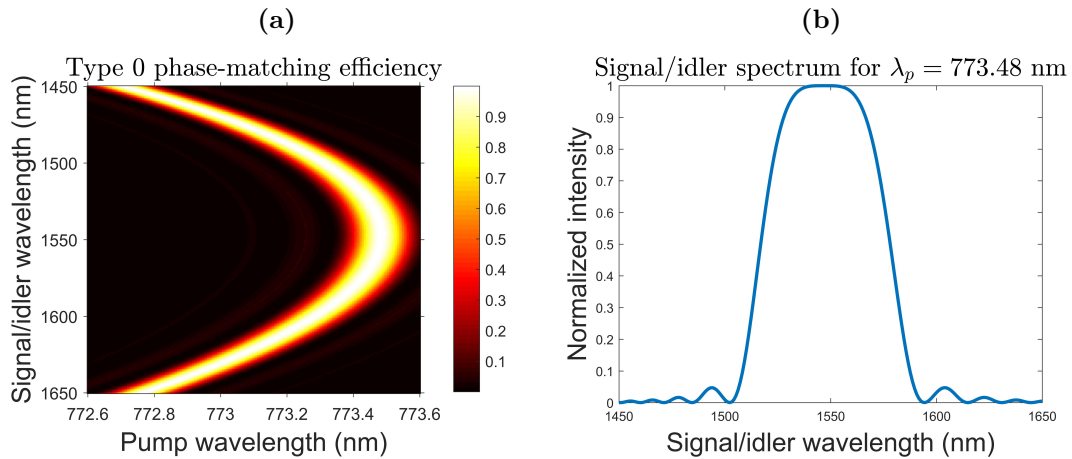 (a)
Type 0 phase-matching efficiency
Signal/idler wavelength (nm)
1450
1500
1550
1600
1650
772.6 772.8 773 773.2 773.4 773.6
Pump wavelength (nm)
0.9
0.8
0.7
0.6
0.5
0.4
0.3
0.2
0.1
(b)
Signal/idler spectrum for λp = 773.48 nm
Normalized intensity
1
0.9
0.8
0.7
0.6
0.5
0.4
0.3
0.2
0.1
0
1450 1500 1550 1600 1650
Signal/idler wavelength (nm)